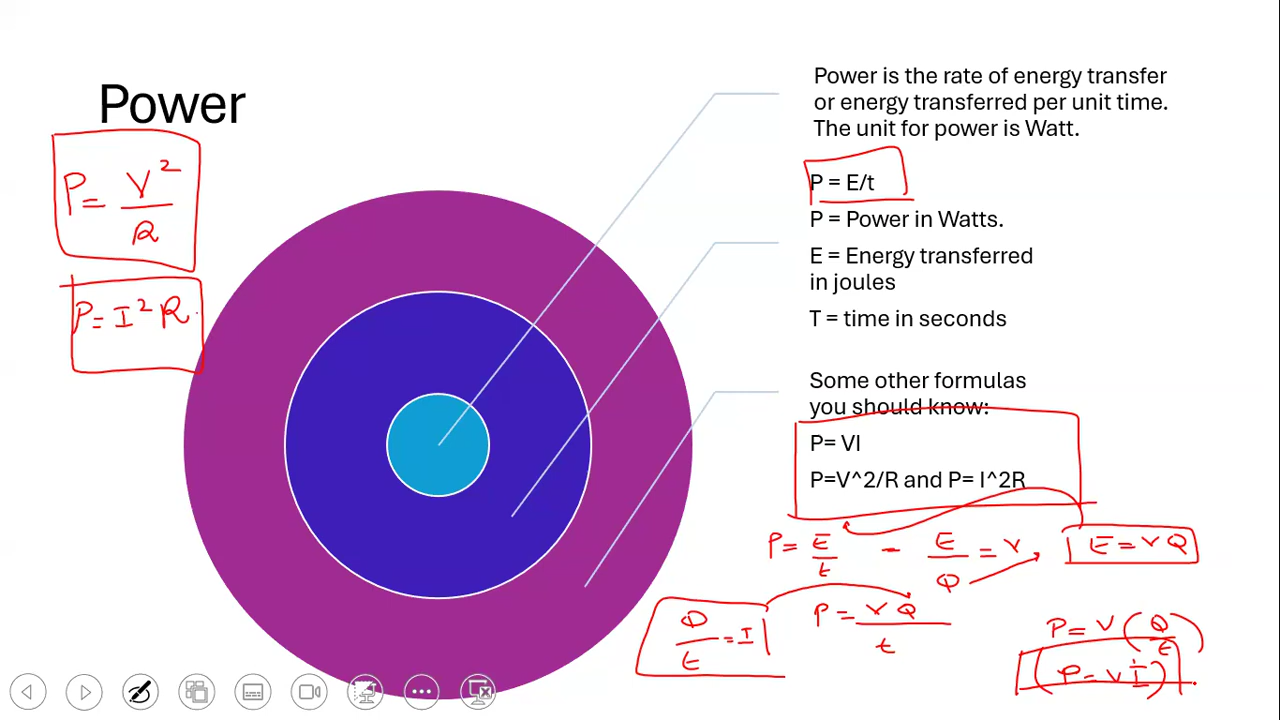 Power
P = V²/R
P = I²R.
Power is the rate of energy transfer
or energy transferred per unit time.
The unit for power is Watt.
P = E/t
P = Power in Watts.
E = Energy transferred
in joules
T = time in seconds
Some other formulas
you should know:
P= VI
P=V^2/R and P= I^2R
P = E/t - E/Q = V E = VQ
Q/t = I P = VQ/t
P = V(Q/t)
(P = VI)